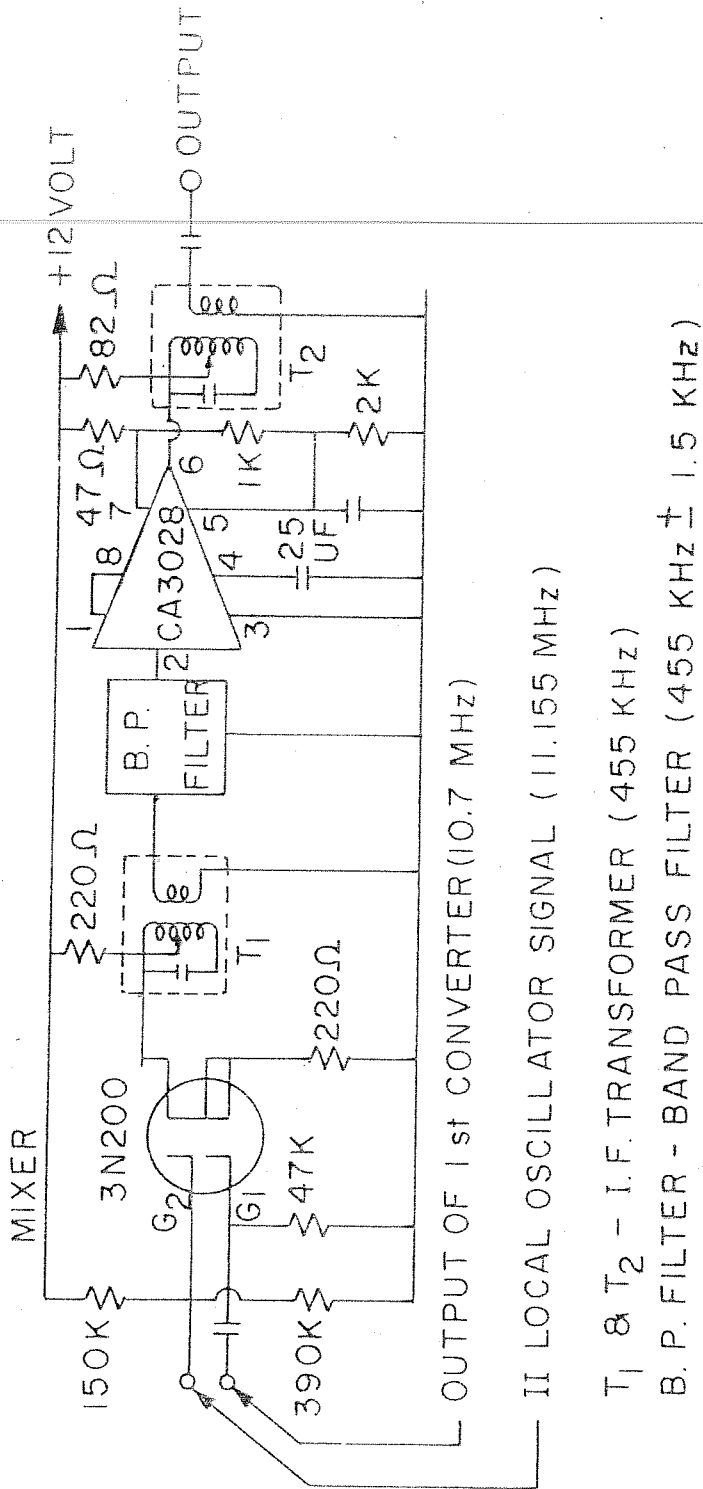 MIXER
+12 VOLT
150K
3N200
220Ω
47Ω
82Ω
G2
G1
T1
B. P.
FILTER
CA3028
1
8
7
2
6
3
4
5
25
UF
1K
T2
2K
OUTPUT
390K
47K
220Ω
OUTPUT OF 1st CONVERTER (10.7 MHz)
II LOCAL OSCILLATOR SIGNAL (11.155 MHz)
T1 & T2 - I.F. TRANSFORMER (455 KHz)
B. P. FILTER - BAND PASS FILTER (455 KHz ± 1.5 KHz)